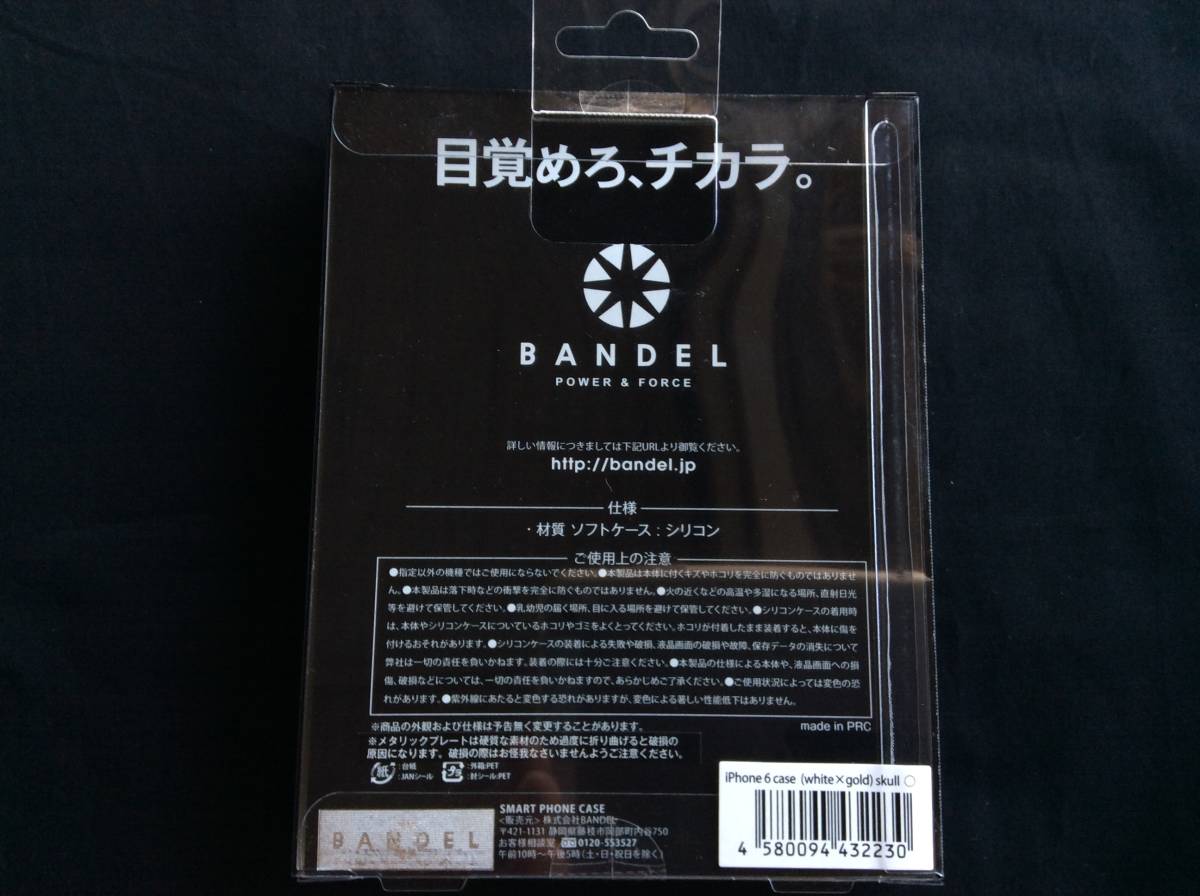 目覚めろ、チカラ。
BANDEL
POWER & FORCE
詳しい情報につきましては下記URLより御覧ください。
http://bandel.jp
仕様
・材質 ソフトケース : シリコン
ご使用上の注意
●指定以外の機種ではご使用にならないでください。●本製品は本体に付くキズやホコリを完全に防ぐものではありませ
ん。●本製品は落下時などの衝撃を完全に防ぐものではありません。●火の近くなどの高温や多湿になる場所、直射日光
等を避けて保管してください。●乳幼児の届く場所、目に入る場所を避けて保管してください。●シリコンケースの着用時
は、本体やシリコンケースについているホコリやゴミをよくとってください。ホコリが付着したまま装着すると、本体に傷を
付けるおそれがあります。●シリコンケースの装着による失敗や破損、液晶画面の破損や故障、保存データの消失について
弊社は一切の責任を負いかねます。装着の際には十分ご注意ください。●本製品の仕様による本体や、液晶画面への損
傷、破損などについては、一切の責任を負いかねますので、あらかじめご了承ください。●ご使用状況によっては変色の恐
れがあります。●紫外線にあたると変色する恐れがありますが、変色による著しい性能低下はありません。
※商品の外観および仕様は予告無く変更することがあります。
made in PRC
※メタリックプレートは硬質な素材のため過度に折り曲げると破損の
原因になります。破損の際はお怪我なさいませんようご注意ください。
紙 : 台紙
: JANシール
プラ : 外箱:PET
: 封シール:PET
iPhone 6 case (white×gold) skull ○
4 580094 432230
BANDEL
SMART PHONE CASE
<販売元> 株式会社BANDEL
〒421-1131 静岡県藤枝市岡部町内谷750
お客様相談室 0120-553527
午前10時〜午後5時(土・日・祝日を除く)